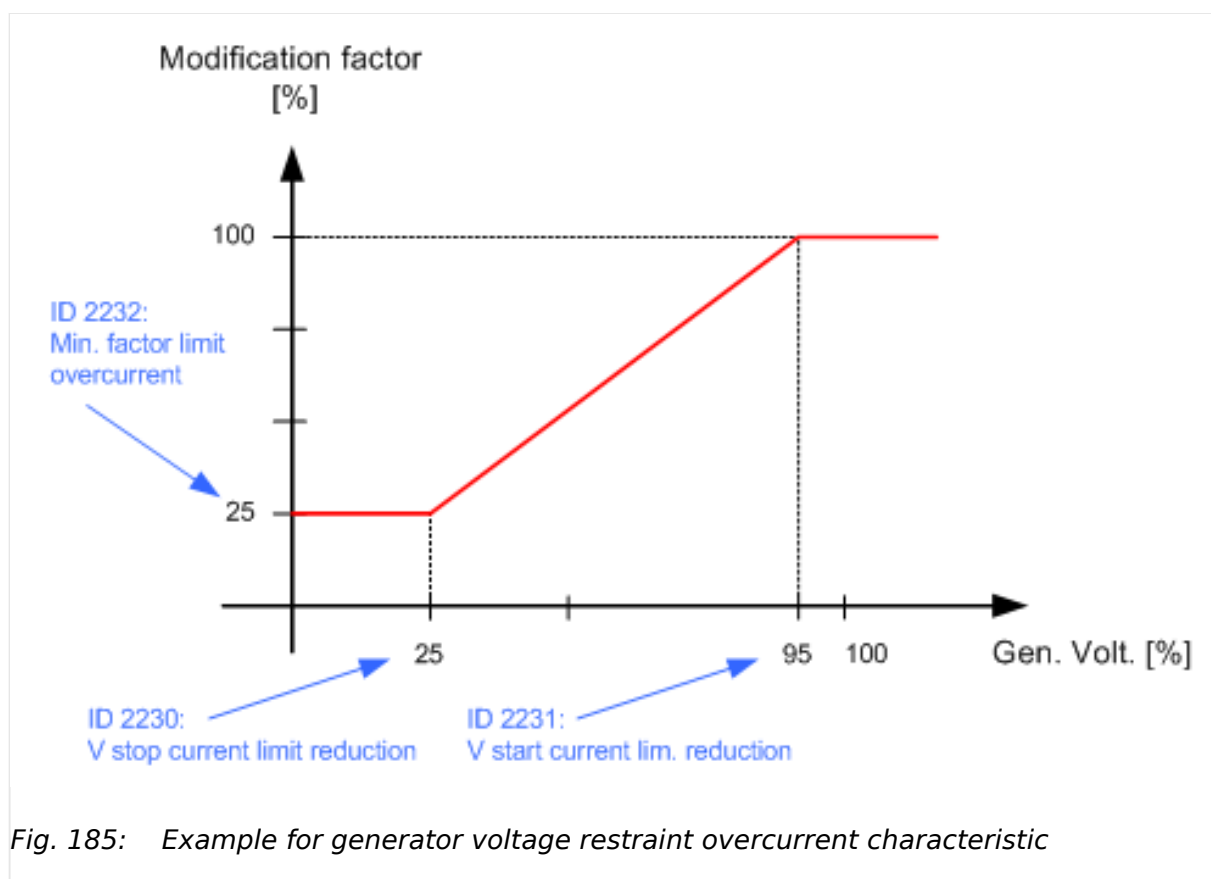 Modification factor
[%]
100
ID 2232:
Min. factor limit
overcurrent
25
25
95
100
Gen. Volt. [%]
ID 2230:
V stop current limit reduction
ID 2231:
V start current lim. reduction
Fig. 185: Example for generator voltage restraint overcurrent characteristic